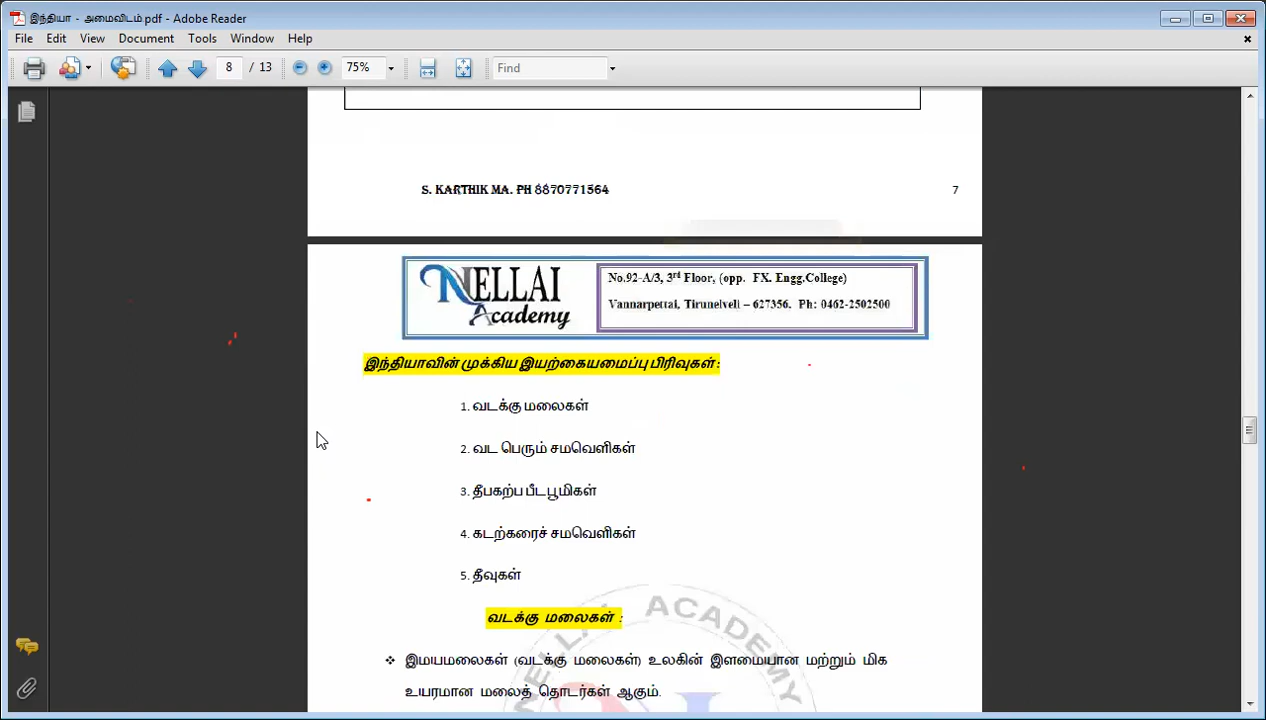 இந்தியா - அமைவிடம்.pdf - Adobe Reader
File Edit View Document Tools Window Help
8 / 13 75% Find
S. KARTHIK MA. PH 8870771564 7
NELLAI
Academy
No.92-A/3, 3rd Floor, (opp. FX. Engg.College)
Vannarpettai, Tirunelveli – 627356. Ph: 0462-2502500
இந்தியாவின் முக்கிய இயற்கையமைப்பு பிரிவுகள் :
1. வடக்கு மலைகள்
2. வட பெரும் சமவெளிகள்
3. தீபகற்ப பீடபூமிகள்
4. கடற்கரைச் சமவெளிகள்
5. தீவுகள்
வடக்கு மலைகள் :
❖ இமயமலைகள் (வடக்கு மலைகள்) உலகின் இளமையான மற்றும் மிக
உயரமான மலைத் தொடர்கள் ஆகும்.
NELLAI ACADEMY